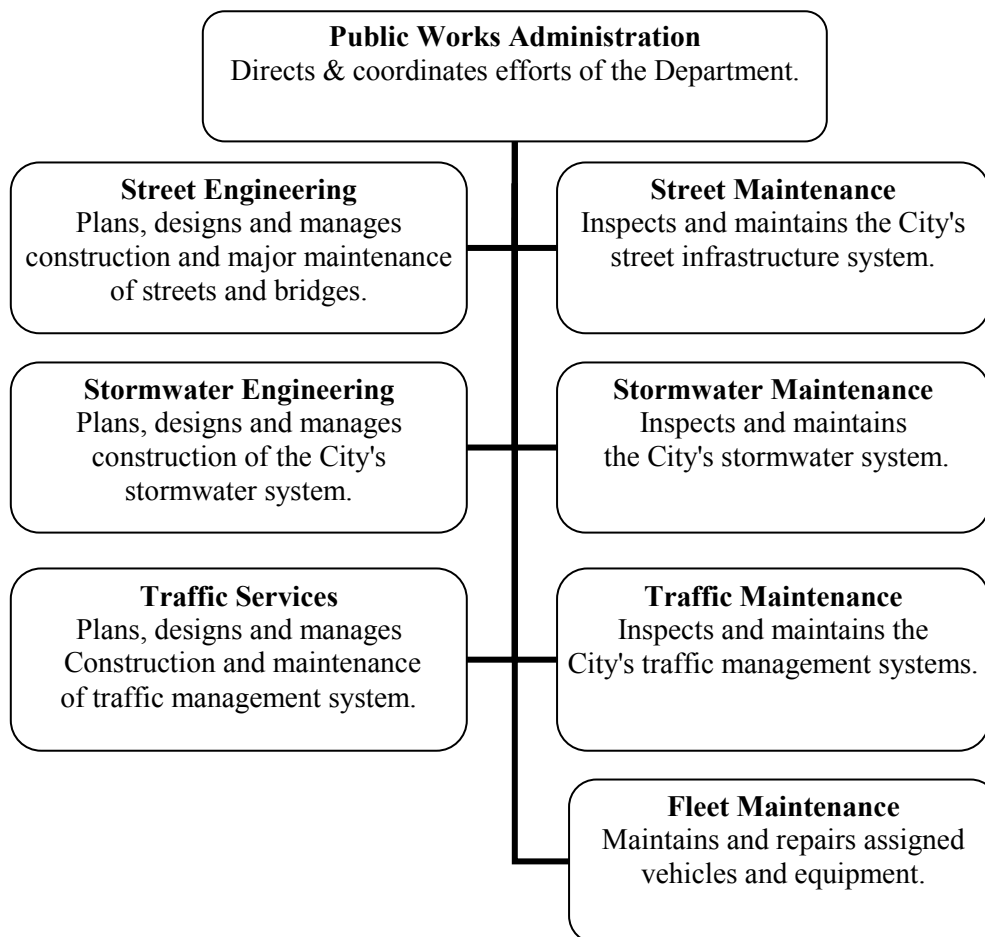 Public Works Administration
Directs & coordinates efforts of the Department.
Street Engineering
Plans, designs and manages
construction and major maintenance
of streets and bridges.
Street Maintenance
Inspects and maintains the City's
street infrastructure system.
Stormwater Engineering
Plans, designs and manages
construction of the City's
stormwater system.
Stormwater Maintenance
Inspects and maintains
the City's stormwater system.
Traffic Services
Plans, designs and manages
Construction and maintenance
of traffic management system.
Traffic Maintenance
Inspects and maintains the
City's traffic management systems.
Fleet Maintenance
Maintains and repairs assigned
vehicles and equipment.